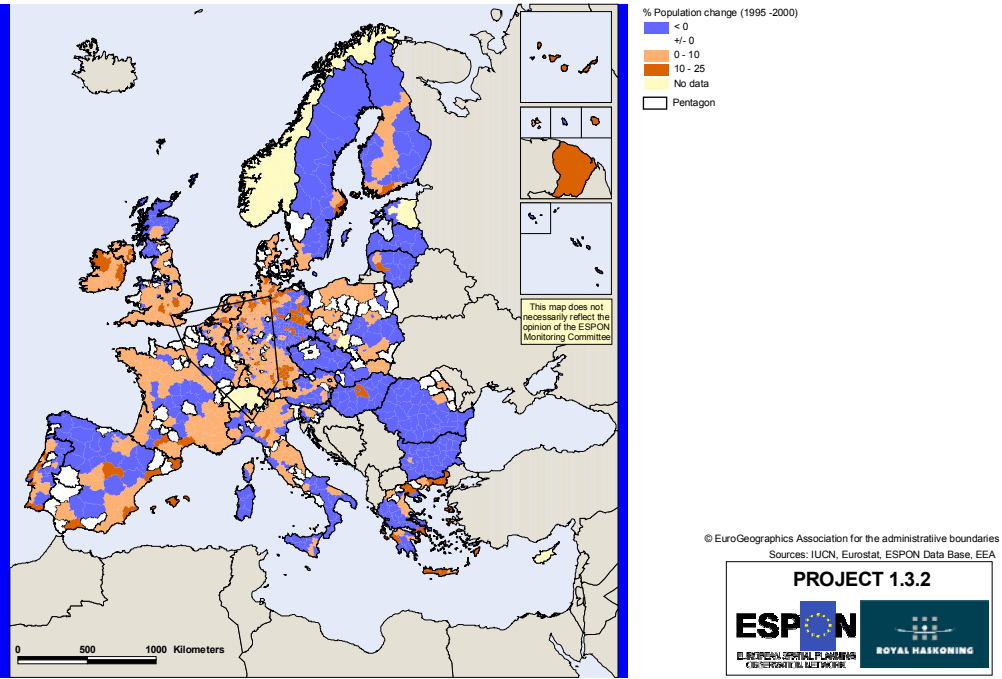 % Population change (1995 -2000)
< 0
+/- 0
0 - 10
10 - 25
No data
Pentagon
This map does not
necessarily reflect the
opinion of the ESPON
Monitoring Committee
© EuroGeographics Association for the administratiive boundaries
Sources: IUCN, Eurostat, ESPON Data Base, EEA
PROJECT 1.3.2
ESPON
EUROPEAN SPATIAL PLANNING
OBSERVATION NETWORK
ROYAL HASKONING
0 500 1000 Kilometers